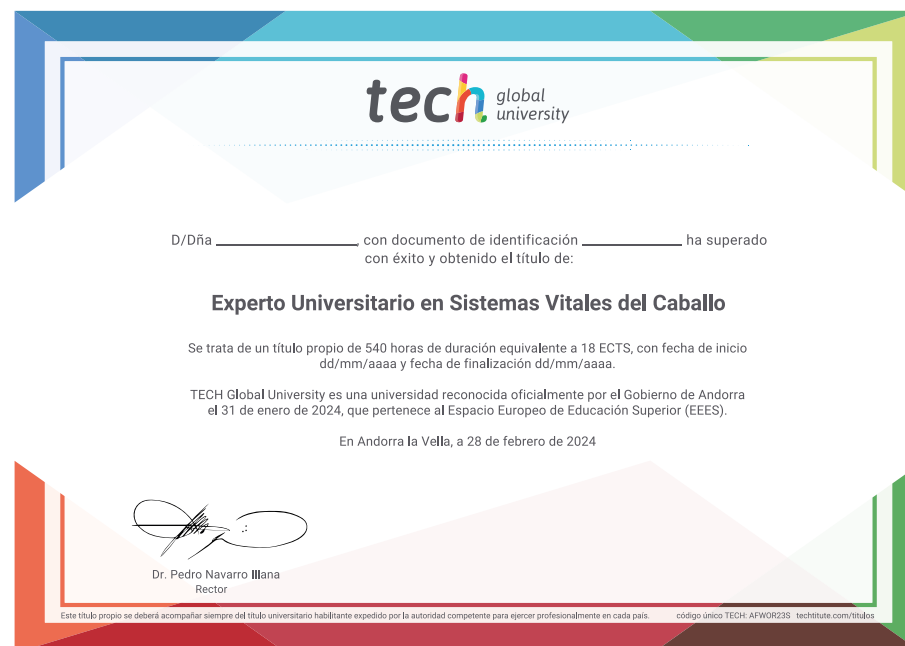 tech global university
D/Dña ______________, con documento de identificación __________ ha superado
con éxito y obtenido el título de:
Experto Universitario en Sistemas Vitales del Caballo
Se trata de un título propio de 540 horas de duración equivalente a 18 ECTS, con fecha de inicio
dd/mm/aaaa y fecha de finalización dd/mm/aaaa.
TECH Global University es una universidad reconocida oficialmente por el Gobierno de Andorra
el 31 de enero de 2024, que pertenece al Espacio Europeo de Educación Superior (EEES).
En Andorra la Vella, a 28 de febrero de 2024
Dr. Pedro Navarro Illana
Rector
Este título propio se deberá acompañar siempre del título universitario habilitante expedido por la autoridad competente para ejercer profesionalmente en cada país. código único TECH: AFWOR23S techtitute.com/titulos